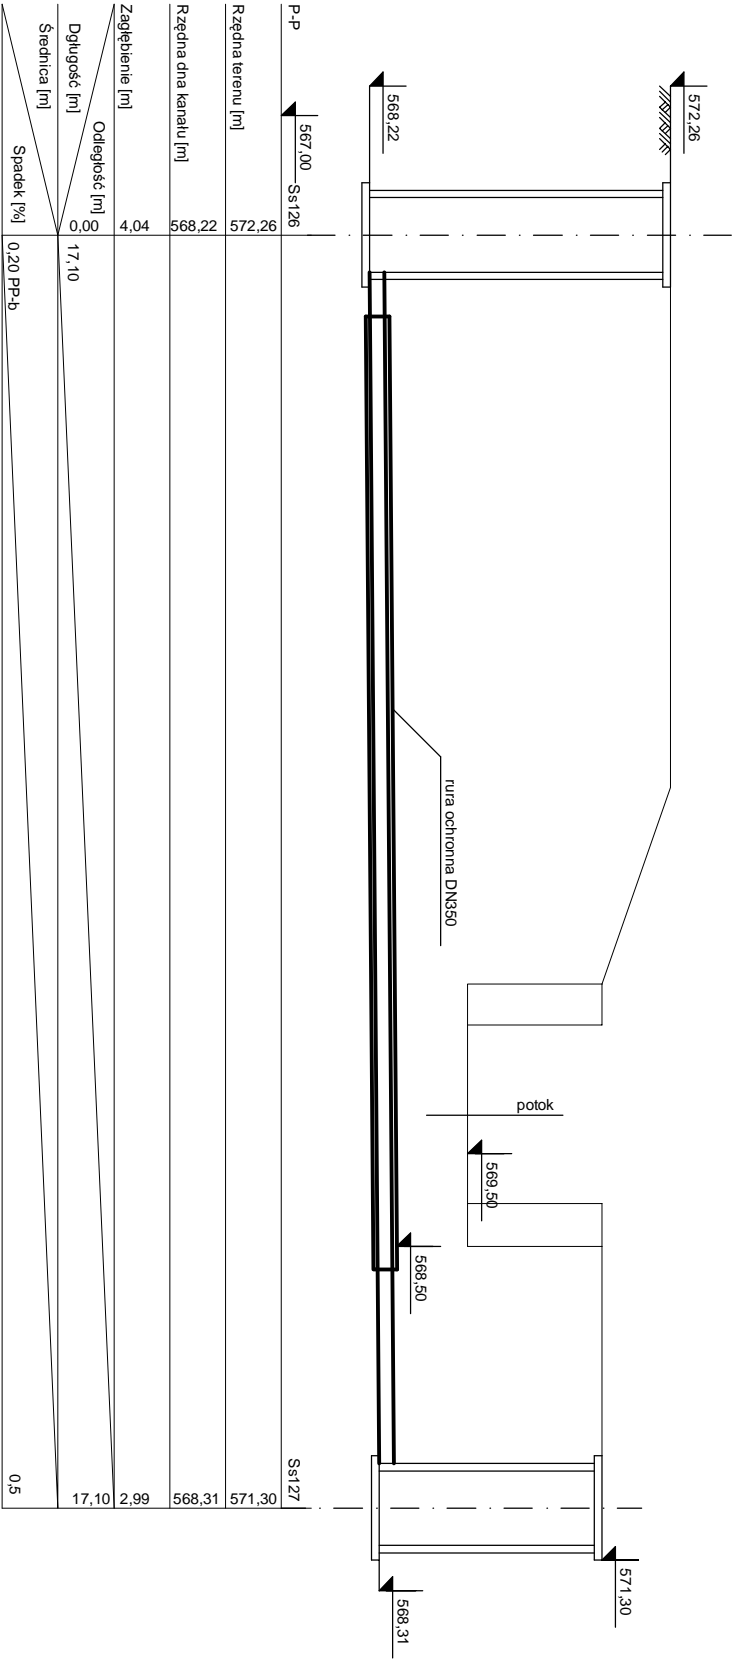 572,26
568,22
rura ochronna DN350
potok
569,50
568,50
571,30
568,31
P-P
567,00
Ss126
Ss127
Rzędna terenu [m]
572,26
571,30
Rzędna dna kanału [m]
568,22
568,31
Zagłębienie [m]
4,04
2,99
Odległość [m]
0,00
17,10
Dgługość [m]
17,10
Średnica [m]
Spadek [%]
0,20 PP-b
0,5